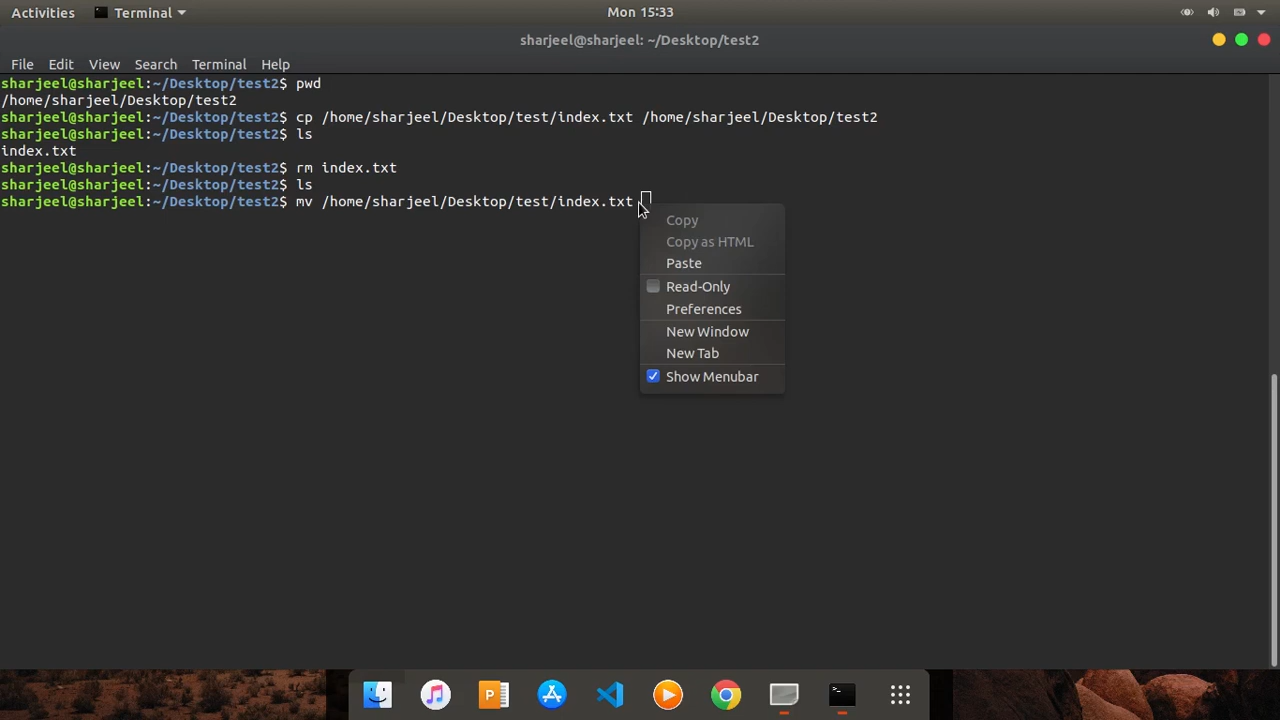 Activities Terminal Mon 15:33
sharjeel@sharjeel: ~/Desktop/test2
File Edit View Search Terminal Help
sharjeel@sharjeel:~/Desktop/test2$ pwd
/home/sharjeel/Desktop/test2
sharjeel@sharjeel:~/Desktop/test2$ cp /home/sharjeel/Desktop/test/index.txt /home/sharjeel/Desktop/test2
sharjeel@sharjeel:~/Desktop/test2$ ls
index.txt
sharjeel@sharjeel:~/Desktop/test2$ rm index.txt
sharjeel@sharjeel:~/Desktop/test2$ ls
sharjeel@sharjeel:~/Desktop/test2$ mv /home/sharjeel/Desktop/test/index.txt
Copy
Copy as HTML
Paste
Read-Only
Preferences
New Window
New Tab
Show Menubar
P
>_